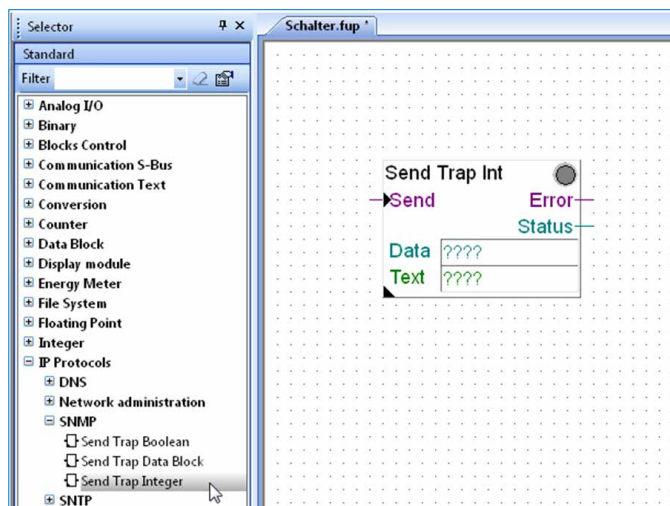 Selector
Standard
Filter
Analog I/O
Binary
Blocks Control
Communication S-Bus
Communication Text
Conversion
Counter
Data Block
Display module
Energy Meter
File System
Floating Point
Integer
IP Protocols
DNS
Network administration
SNMP
Send Trap Boolean
Send Trap Data Block
Send Trap Integer
SNTP
Schalter.fup *
Send Trap Int
Send Error
Status
Data ????
Text ????